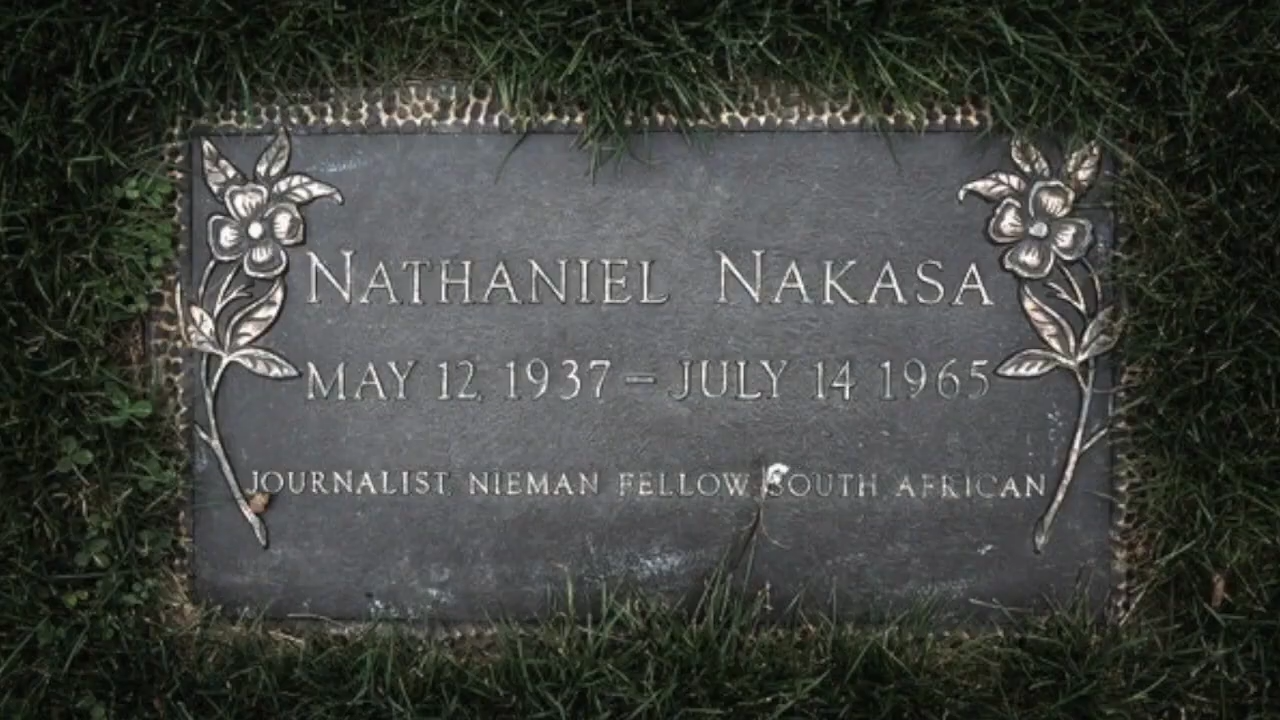 NATHANIEL NAKASA
MAY 12, 1937 – JULY 14 1965
JOURNALIST, NIEMAN FELLOW, SOUTH AFRICAN